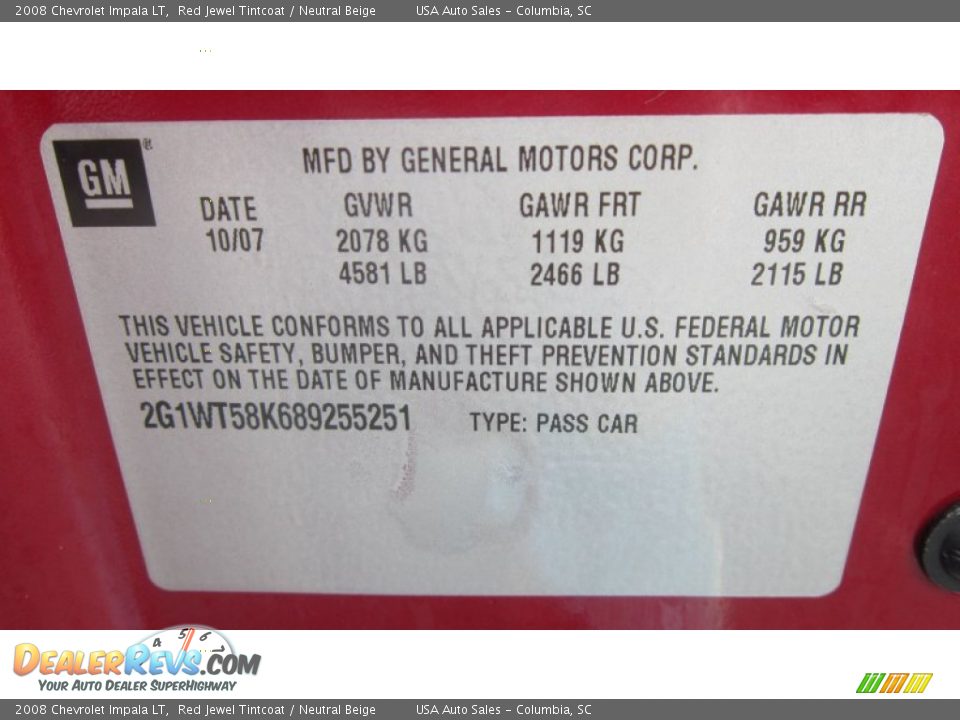 2008 Chevrolet Impala LT, Red Jewel Tintcoat / Neutral Beige USA Auto Sales - Columbia, SC
GM®
MFD BY GENERAL MOTORS CORP.
DATE GVWR GAWR FRT GAWR RR
10/07 2078 KG 1119 KG 959 KG
4581 LB 2466 LB 2115 LB
THIS VEHICLE CONFORMS TO ALL APPLICABLE U.S. FEDERAL MOTOR
VEHICLE SAFETY, BUMPER, AND THEFT PREVENTION STANDARDS IN
EFFECT ON THE DATE OF MANUFACTURE SHOWN ABOVE.
2G1WT58K689255251 TYPE: PASS CAR
4 5 6
DEALERREVS.COM
YOUR AUTO DEALER SUPERHIGHWAY
2008 Chevrolet Impala LT, Red Jewel Tintcoat / Neutral Beige USA Auto Sales - Columbia, SC